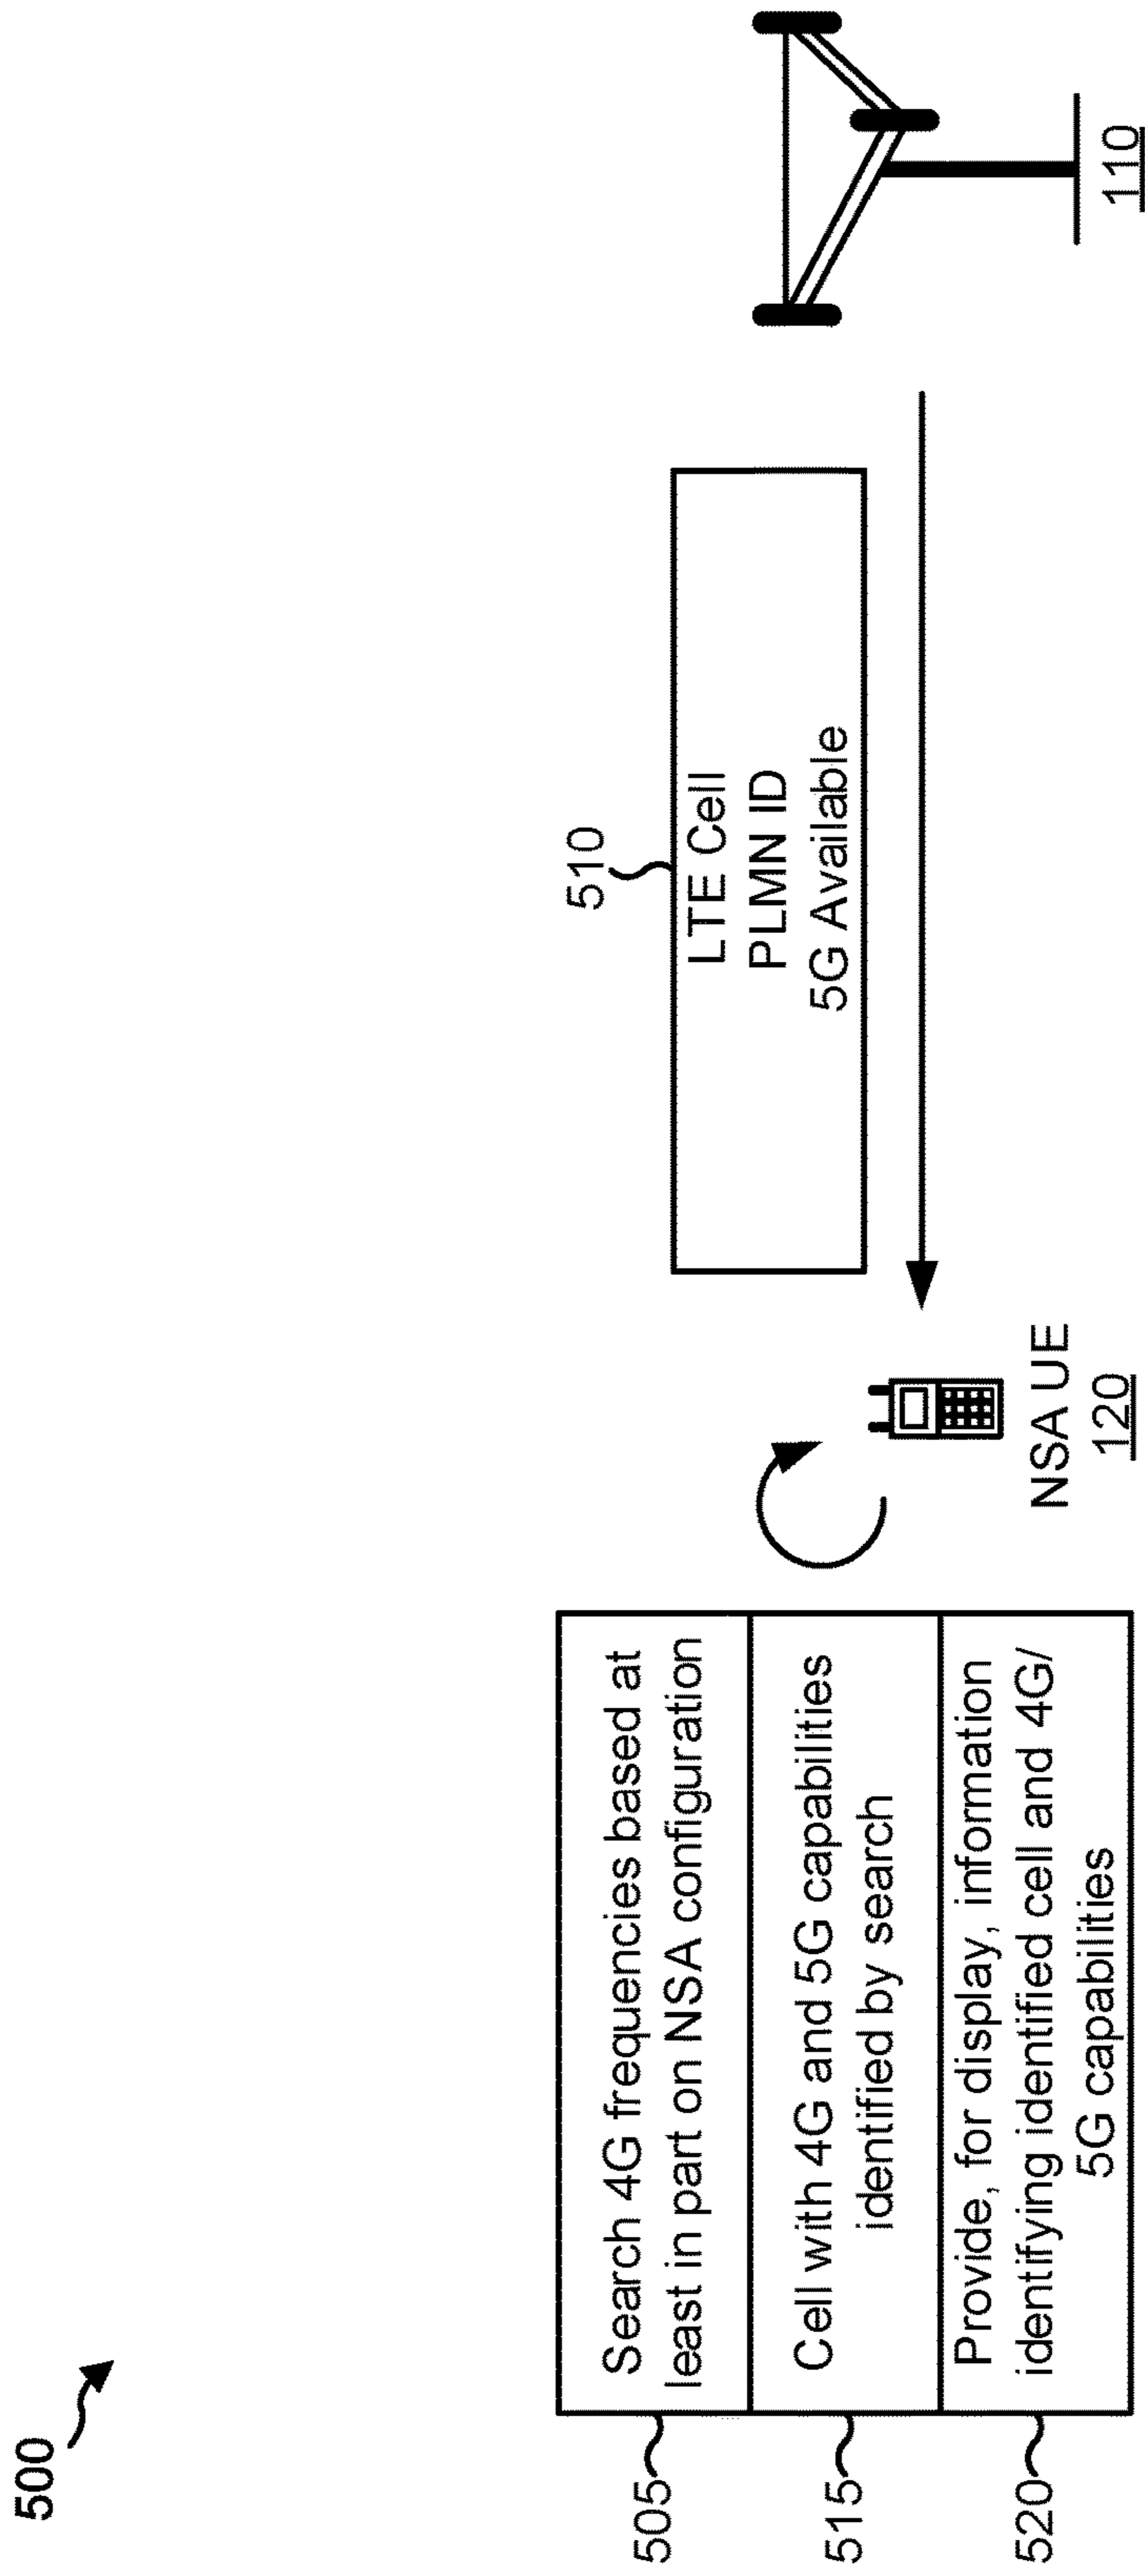 500
505
Search 4G frequencies based at
least in part on NSA configuration
515
Cell with 4G and 5G capabilities
identified by search
520
Provide, for display, information
identifying identified cell and 4G/
5G capabilities
NSA UE
120
510
LTE Cell
PLMN ID
5G Available
110